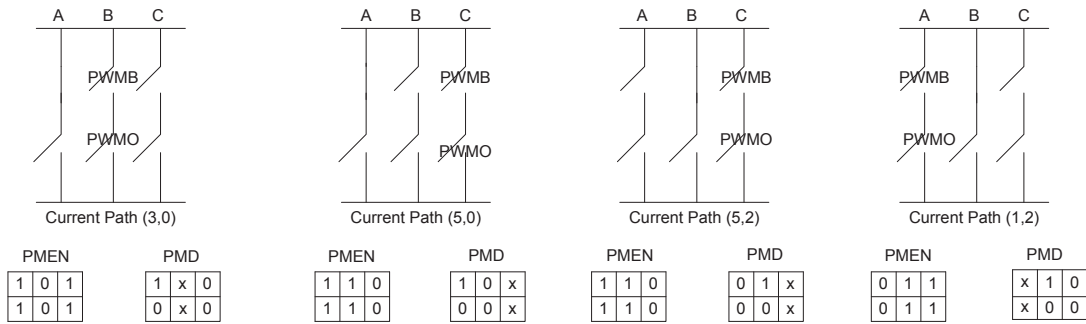 A B C A B C A B C A B C
PWMB PWMB PWMB PWMB
PWMO PWMO PWMO PWMO
Current Path (3,0) Current Path (5,0) Current Path (5,2) Current Path (1,2)
PMEN PMD PMEN PMD PMEN PMD PMEN PMD
1 0 1 1 x 0 1 1 0 1 0 x 1 1 0 0 1 x 0 1 1 x 1 0
1 0 1 0 x 0 1 1 0 0 0 x 1 1 0 0 0 x 0 1 1 x 0 0